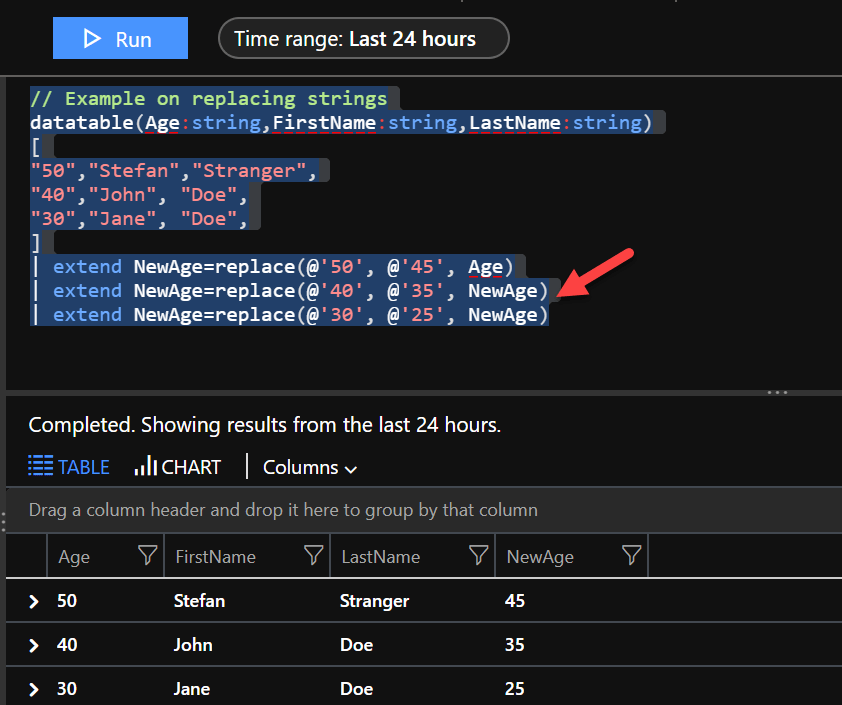 Run
Time range: Last 24 hours
// Example on replacing strings
datatable(Age:string,FirstName:string,LastName:string)
[
"50","Stefan","Stranger",
"40","John", "Doe",
"30","Jane", "Doe",
]
| extend NewAge=replace(@'50', @'45', Age)
| extend NewAge=replace(@'40', @'35', NewAge)
| extend NewAge=replace(@'30', @'25', NewAge)
Completed. Showing results from the last 24 hours.
TABLE CHART Columns
Drag a column header and drop it here to group by that column
Age FirstName LastName NewAge
50 Stefan Stranger 45
40 John Doe 35
30 Jane Doe 25